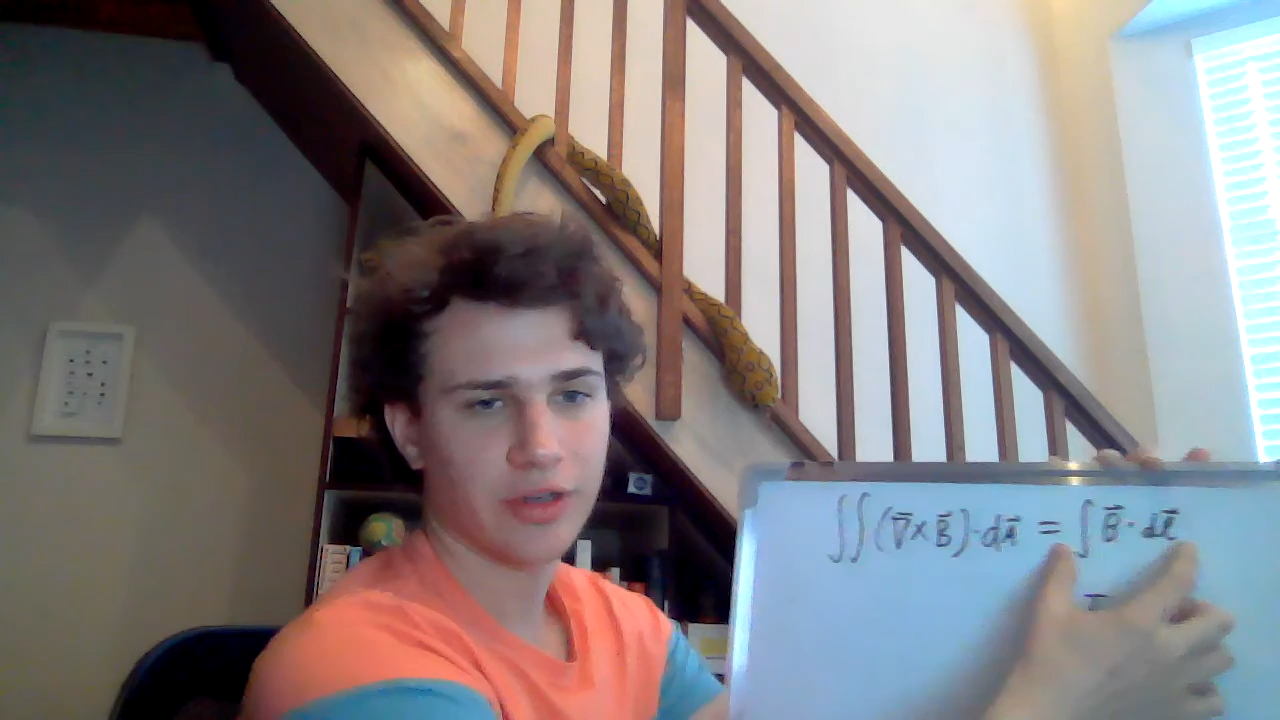 ∬(∇⃗×B⃗)·dA⃗ = ∫B⃗·dl⃗